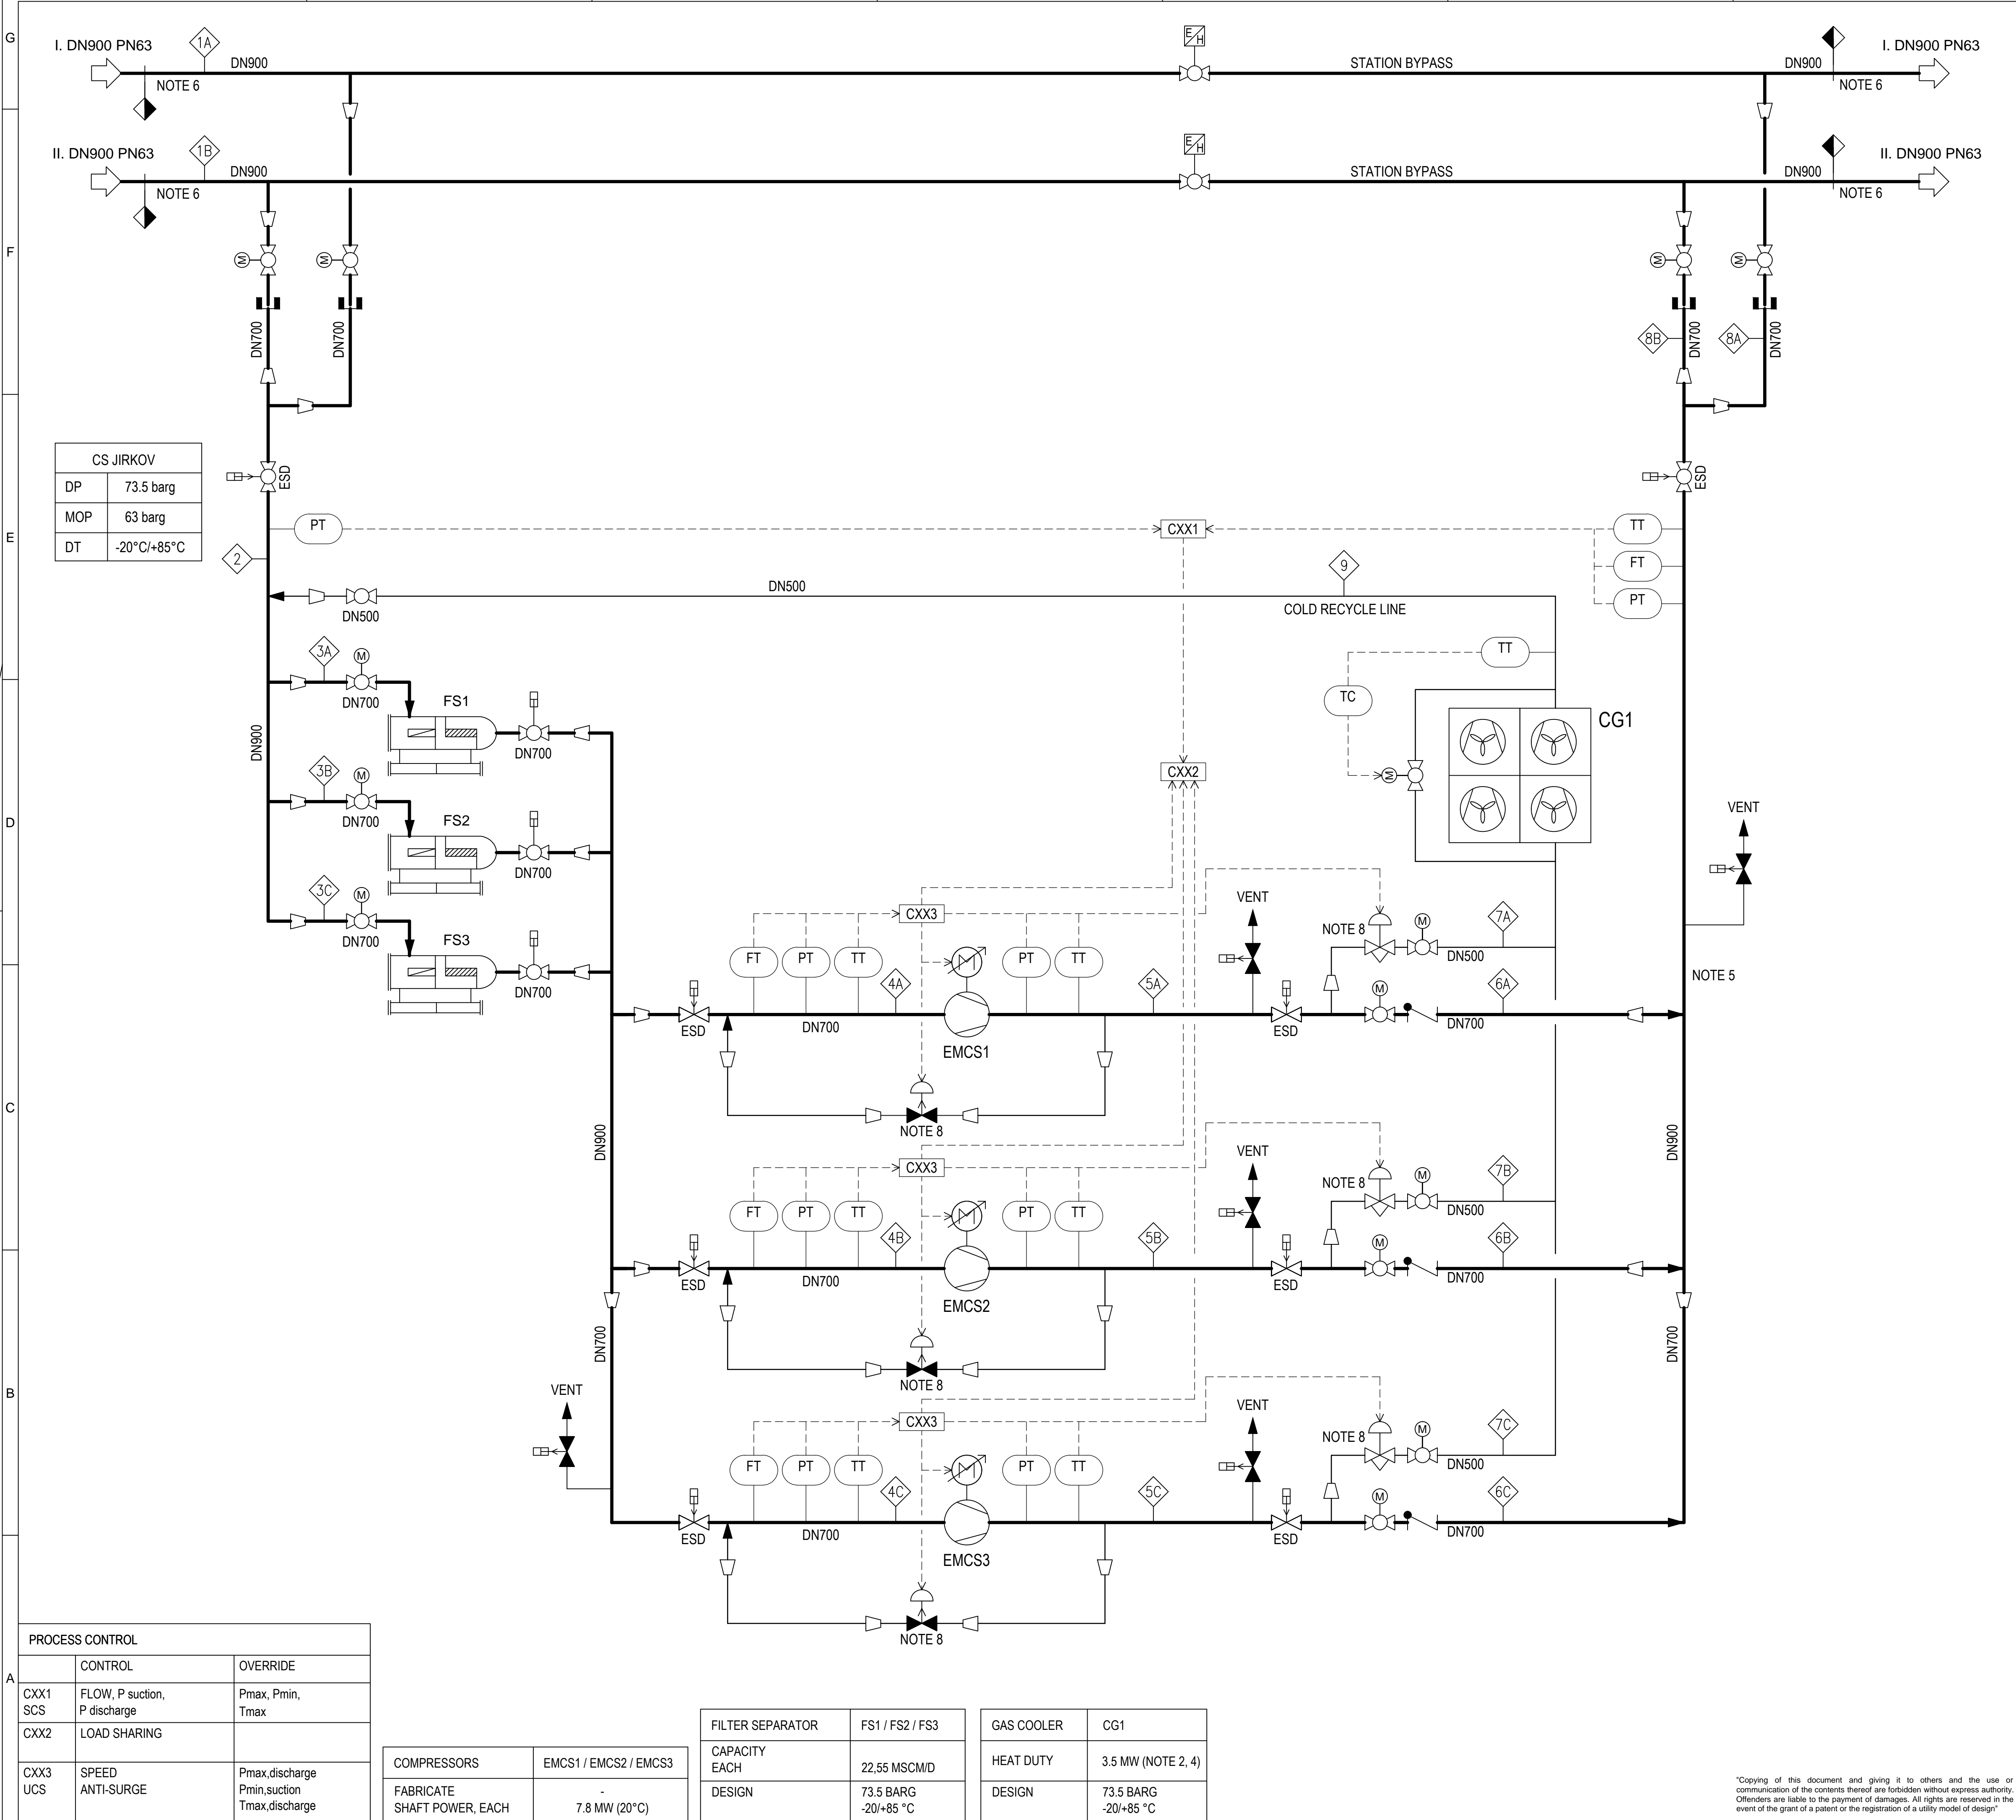 G
I. DN900 PN63
1A
DN900
NOTE 6
E/H
STATION BYPASS
DN900
I. DN900 PN63
NOTE 6
II. DN900 PN63
1B
DN900
NOTE 6
E/H
STATION BYPASS
DN900
II. DN900 PN63
NOTE 6
F
M
M
M
M
DN700
DN700
8B
DN700
8A
DN700
CS JIRKOV
DP 73.5 barg
MOP 63 barg
DT -20°C/+85°C
ESD
ESD
E
PT
CXX1
TT
FT
PT
2
9
DN500
DN500
COLD RECYCLE LINE
3A
M
DN700
TT
TC
FS1
DN700
CG1
M
DN900
3B
M
DN700
CXX2
FS2
DN700
D
VENT
3C
M
DN700
FS3
DN700
CXX3
VENT
NOTE 8
M
7A
DN500
FT
PT
TT
M
PT
TT
4A
5A
M
6A
NOTE 5
ESD
DN700
EMCS1
ESD
DN700
C
NOTE 8
DN900
DN900
CXX3
VENT
NOTE 8
M
7B
DN500
FT
PT
TT
M
PT
TT
4B
5B
M
6B
ESD
DN700
EMCS2
ESD
DN700
DN700
DN700
NOTE 8
B
VENT
CXX3
VENT
NOTE 8
M
7C
DN500
FT
PT
TT
M
PT
TT
4C
5C
M
6C
ESD
DN700
EMCS3
ESD
DN700
NOTE 8
A
PROCESS CONTROL
CONTROL OVERRIDE
CXX1 FLOW, P suction, Pmax, Pmin,
SCS P discharge Tmax
CXX2 LOAD SHARING
CXX3 SPEED Pmax,discharge
UCS ANTI-SURGE Pmin,suction
Tmax,discharge
COMPRESSORS EMCS1 / EMCS2 / EMCS3
FABRICATE -
SHAFT POWER, EACH 7.8 MW (20°C)
FILTER SEPARATOR FS1 / FS2 / FS3
CAPACITY
EACH 22,55 MSCM/D
DESIGN 73.5 BARG
-20/+85 °C
GAS COOLER CG1
HEAT DUTY 3.5 MW (NOTE 2, 4)
DESIGN 73.5 BARG
-20/+85 °C
"Copying of this document and giving it to others and the use or
communication of the contents thereof are forbidden without express authority.
Offenders are liable to the payment of damages. All rights are reserved in the
event of the grant of a patent or the registration of a utility model of design"